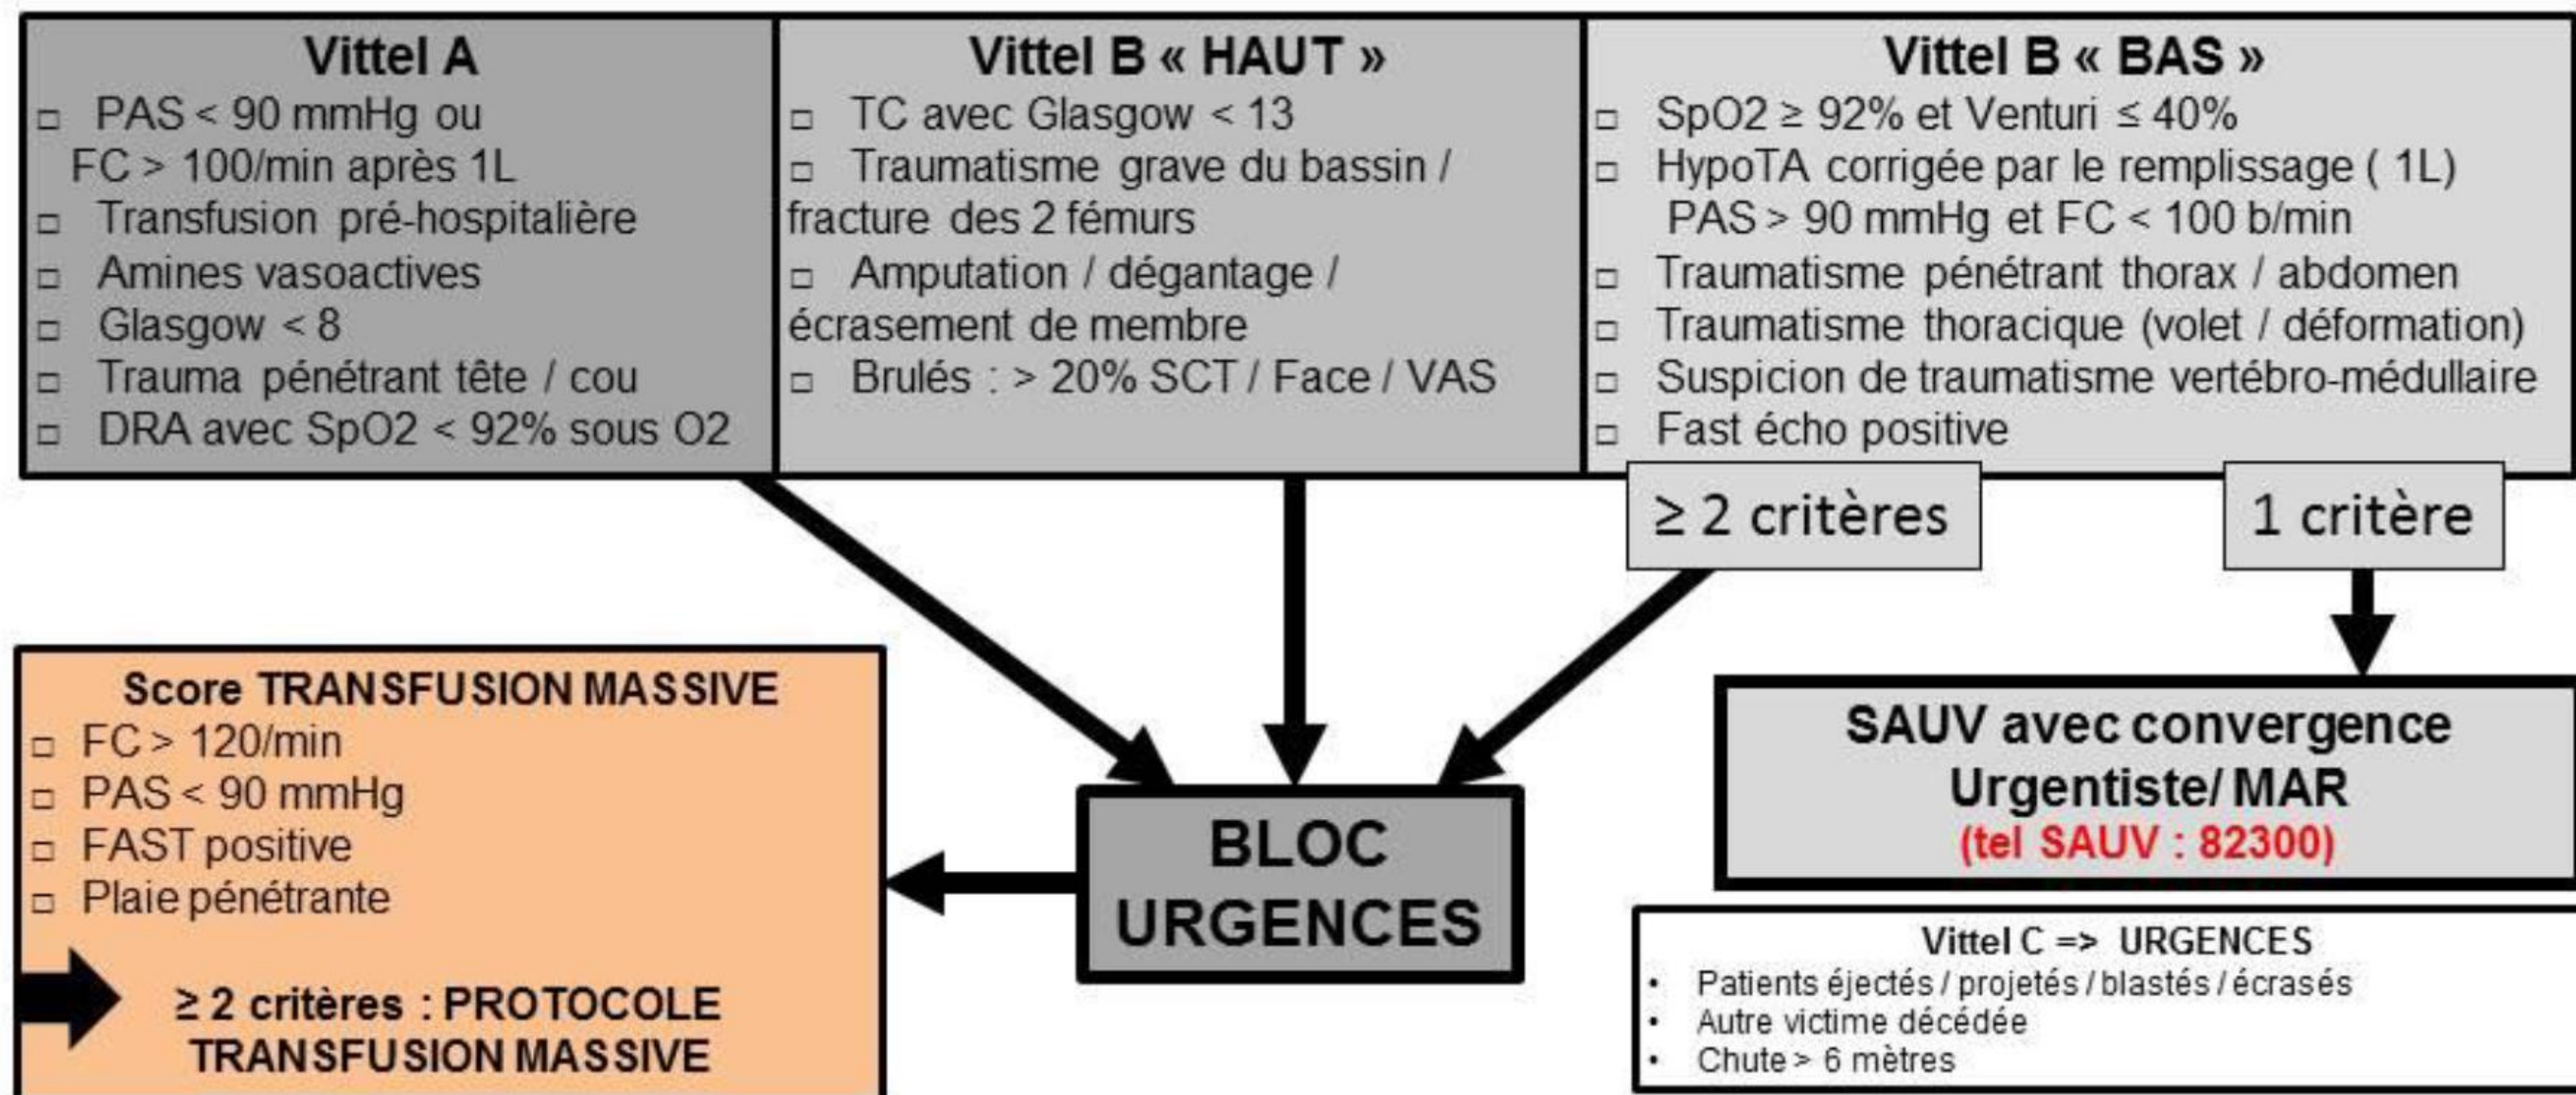 Vittel A
□ PAS < 90 mmHg ou
FC > 100/min après 1L
□ Transfusion pré-hospitalière
□ Amines vasoactives
□ Glasgow < 8
□ Trauma pénétrant tête / cou
□ DRA avec SpO2 < 92% sous O2
Vittel B « HAUT »
□ TC avec Glasgow < 13
□ Traumatisme grave du bassin /
fracture des 2 fémurs
□ Amputation / dégantage /
écrasement de membre
□ Brulés : > 20% SCT / Face / VAS
Vittel B « BAS »
□ SpO2 ≥ 92% et Venturi ≤ 40%
□ HypoTA corrigée par le remplissage ( 1L)
PAS > 90 mmHg et FC < 100 b/min
□ Traumatisme pénétrant thorax / abdomen
□ Traumatisme thoracique (volet / déformation)
□ Suspicion de traumatisme vertébro-médullaire
□ Fast écho positive
≥ 2 critères
1 critère
Score TRANSFUSION MASSIVE
□ FC > 120/min
□ PAS < 90 mmHg
□ FAST positive
□ Plaie pénétrante
≥ 2 critères : PROTOCOLE
TRANSFUSION MASSIVE
BLOC
URGENCES
SAUV avec convergence
Urgentiste/ MAR
(tel SAUV : 82300)
Vittel C => URGENCES
• Patients éjectés / projetés / blastés / écrasés
• Autre victime décédée
• Chute > 6 mètres